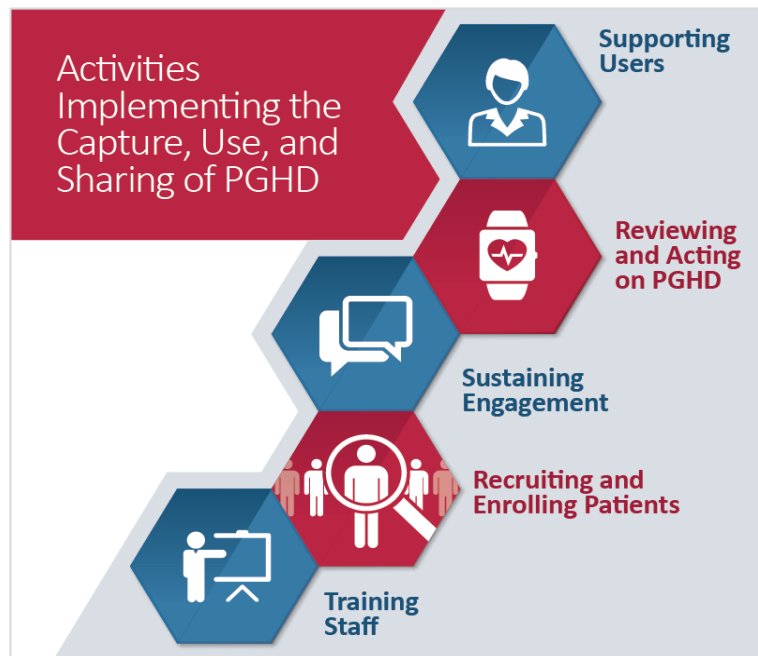 Activities
Implementing the
Capture, Use, and
Sharing of PGHD
Supporting
Users
Reviewing
and Acting
on PGHD
Sustaining
Engagement
Recruiting and
Enrolling Patients
Training
Staff